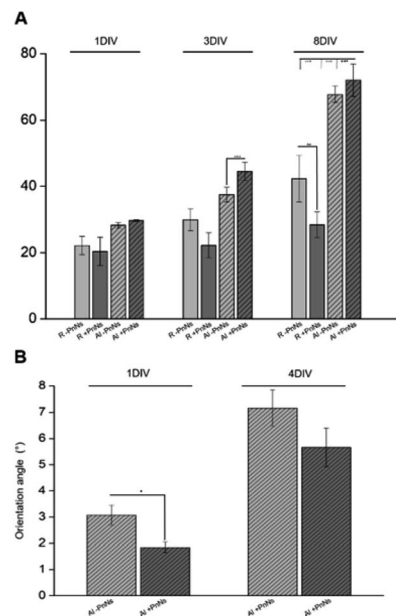 A
1DIV 3DIV 8DIV
80
60
40
20
0
R -PnNs R +PnNs Al -PnNs Al +PnNs R -PnNs R +PnNs Al -PnNs Al +PnNs R -PnNs R +PnNs Al -PnNs Al +PnNs
B
1DIV 4DIV
Orientation angle (°)
8
7
6
5
4
3
2
1
0
*
Al -PnNs Al +PnNs Al -PnNs Al +PnNs